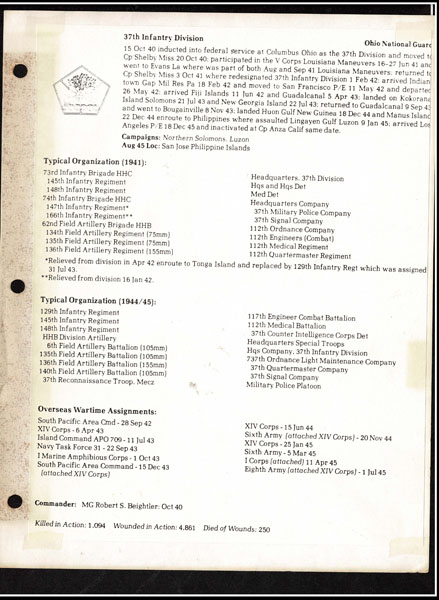 37th Infantry Division
Ohio National Guard
15 Oct 40 inducted into federal service at Columbus Ohio as the 37th Division and moved to
Cp Shelby Miss 20 Oct 40; participated in the V Corps Louisiana Maneuvers 16-27 Jun 41 and
went to Evans La where was part of both Aug and Sep 41 Louisiana Maneuvers; returned to
Cp Shelby Miss 3 Oct 41 where redesignated 37th Infantry Division 1 Feb 42; arrived Indian-
town Gap Mil Res Pa 18 Feb 42 and moved to San Francisco P/E 11 May 42 and departed
26 May 42; arrived Fiji Islands 11 Jun 42 and Guadalcanal 5 Apr 43; landed on Kokorana
Island Solomons 21 Jul 43 and New Georgia Island 22 Jul 43; returned to Guadalcanal 9 Sep 43
and went to Bougainville 8 Nov 43; landed Huon Gulf New Guinea 18 Dec 44 and Manus Island
22 Dec 44 enroute to Philippines where assaulted Lingayen Gulf Luzon 9 Jan 45; arrived Los
Angeles P/E 18 Dec 45 and inactivated at Cp Anza Calif same date.
Campaigns: Northern Solomons, Luzon
Aug 45 Loc: San Jose Philippine Islands
Typical Organization (1941):
73rd Infantry Brigade HHC
145th Infantry Regiment
148th Infantry Regiment
74th Infantry Brigade HHC
147th Infantry Regiment*
166th Infantry Regiment**
62nd Field Artillery Brigade HHB
134th Field Artillery Regiment (75mm)
135th Field Artillery Regiment (75mm)
136th Field Artillery Regiment (155mm)
Headquarters, 37th Division
Hqs and Hqs Det
Med Det
Headquarters Company
37th Military Police Company
37th Signal Company
112th Ordnance Company
112th Engineers (Combat)
112th Medical Regiment
112th Quartermaster Regiment
*Relieved from division in Apr 42 enroute to Tonga Island and replaced by 129th Infantry Regt which was assigned
31 Jul 43.
**Relieved from division 16 Jan 42.
Typical Organization (1944/45):
129th Infantry Regiment
145th Infantry Regiment
148th Infantry Regiment
HHB Division Artillery
6th Field Artillery Battalion (105mm)
135th Field Artillery Battalion (105mm)
136th Field Artillery Battalion (155mm)
140th Field Artillery Battalion (105mm)
37th Reconnaissance Troop, Mecz
117th Engineer Combat Battalion
112th Medical Battalion
37th Counter Intelligence Corps Det
Headquarters Special Troops
Hqs Company, 37th Infantry Division
737th Ordnance Light Maintenance Company
37th Quartermaster Company
37th Signal Company
Military Police Platoon
Overseas Wartime Assignments:
South Pacific Area Cmd - 28 Sep 42
XIV Corps - 6 Apr 43
Island Command APO 709 - 11 Jul 43
Navy Task Force 31 - 22 Sep 43
I Marine Amphibious Corps - 1 Oct 43
South Pacific Area Command - 15 Dec 43
(attached XIV Corps)
XIV Corps - 15 Jun 44
Sixth Army (attached XIV Corps) - 20 Nov 44
XIV Corps - 25 Jan 45
Sixth Army - 5 Mar 45
I Corps (attached) 11 Apr 45
Eighth Army (attached XIV Corps) - 1 Jul 45
Commander: MG Robert S. Beightler: Oct 40
Killed in Action: 1,094 Wounded in Action: 4,861 Died of Wounds: 250